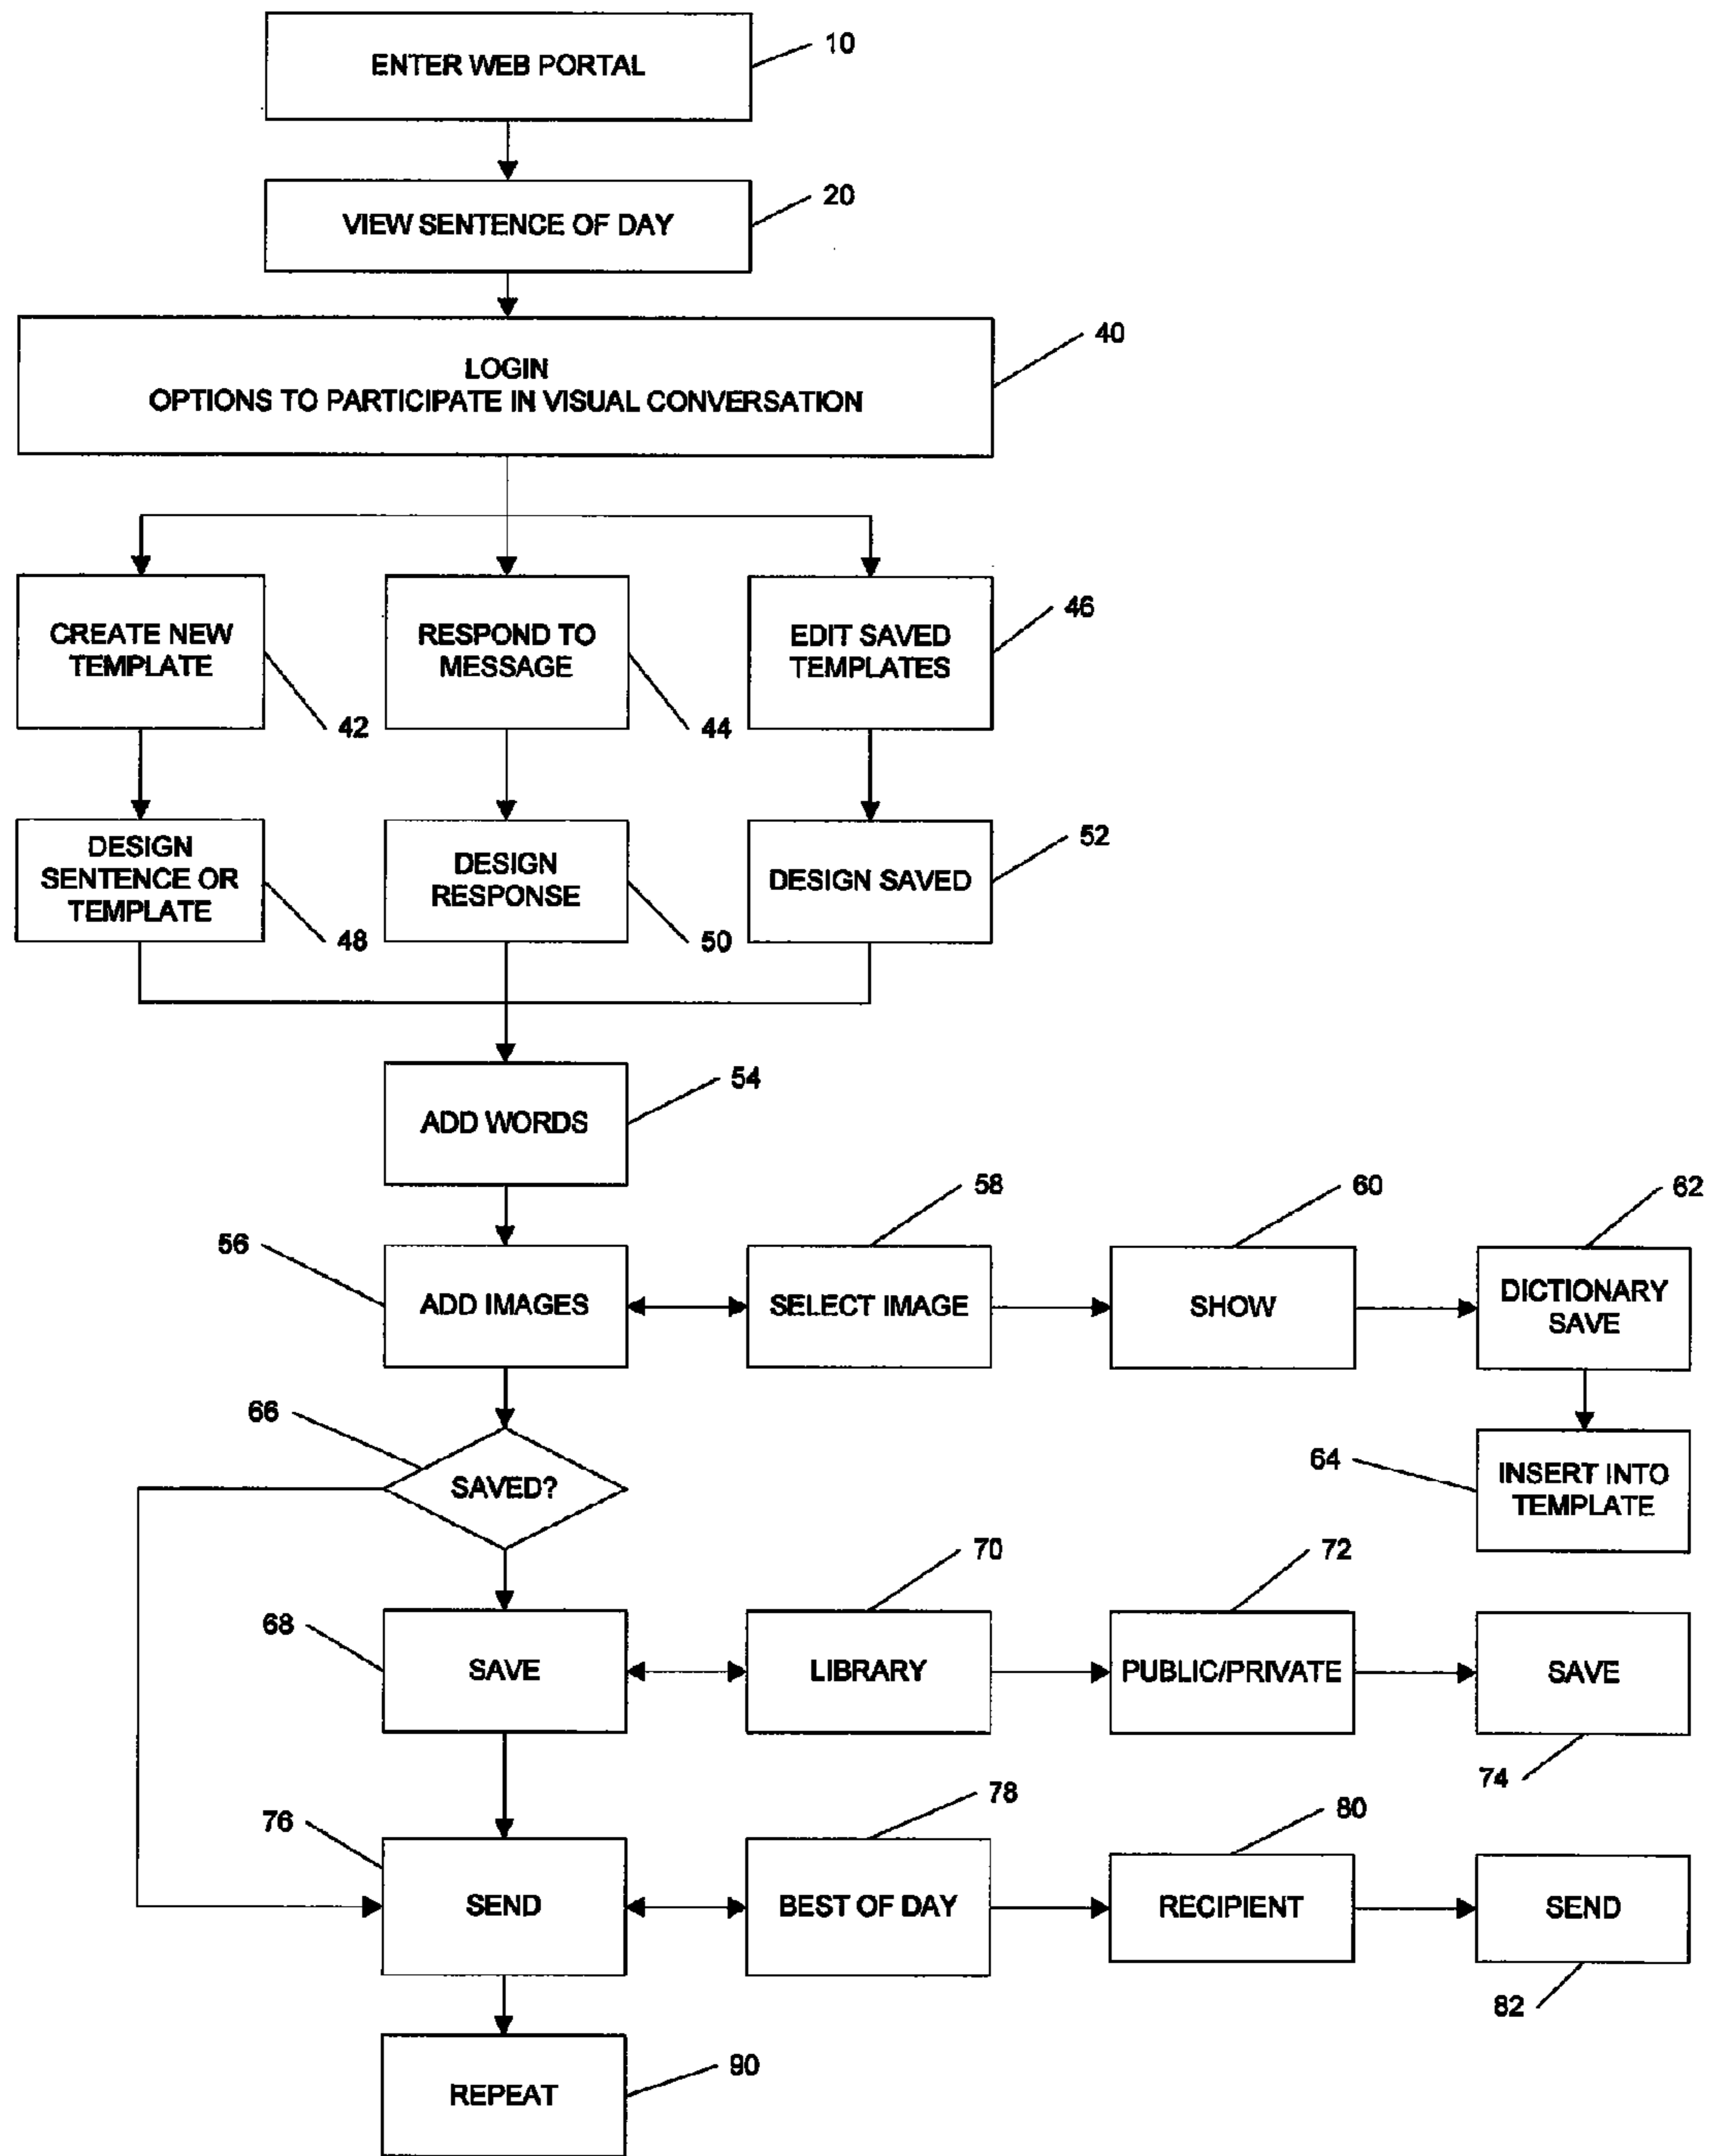 ENTER WEB PORTAL
10
VIEW SENTENCE OF DAY
20
LOGIN
OPTIONS TO PARTICIPATE IN VISUAL CONVERSATION
40
CREATE NEW
TEMPLATE
42
RESPOND TO
MESSAGE
44
EDIT SAVED
TEMPLATES
46
DESIGN
SENTENCE OR
TEMPLATE
48
DESIGN
RESPONSE
50
DESIGN SAVED
52
ADD WORDS
54
56
ADD IMAGES
58
SELECT IMAGE
60
SHOW
62
DICTIONARY
SAVE
64
INSERT INTO
TEMPLATE
66
SAVED?
68
SAVE
70
LIBRARY
72
PUBLIC/PRIVATE
SAVE
74
76
SEND
78
BEST OF DAY
80
RECIPIENT
SEND
82
REPEAT
90